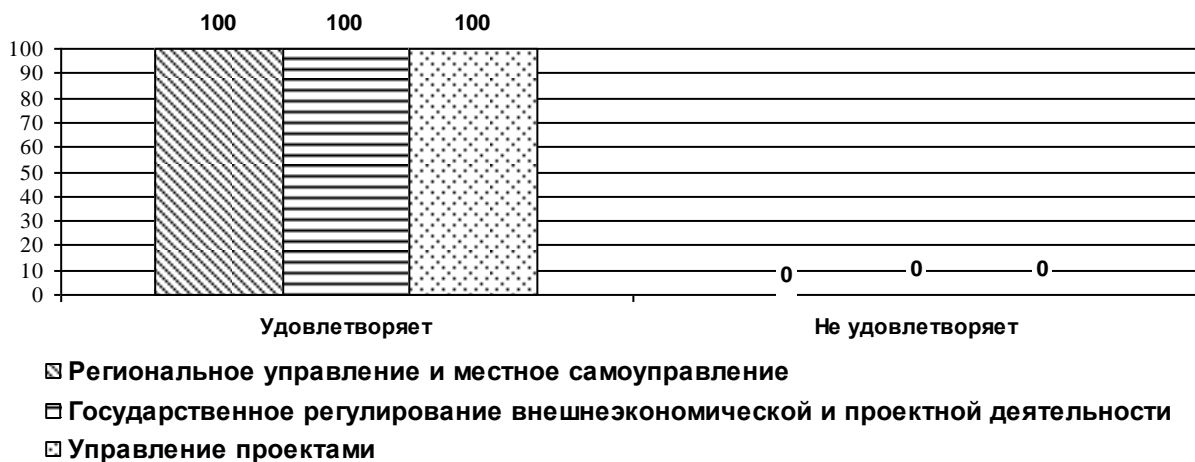 100 100 100
100
90
80
70
60
50
40
30
20
10
0
0 0 0
Удовлетворяет Не удовлетворяет
Региональное управление и местное самоуправление
Государственное регулирование внешнеэкономической и проектной деятельности
Управление проектами